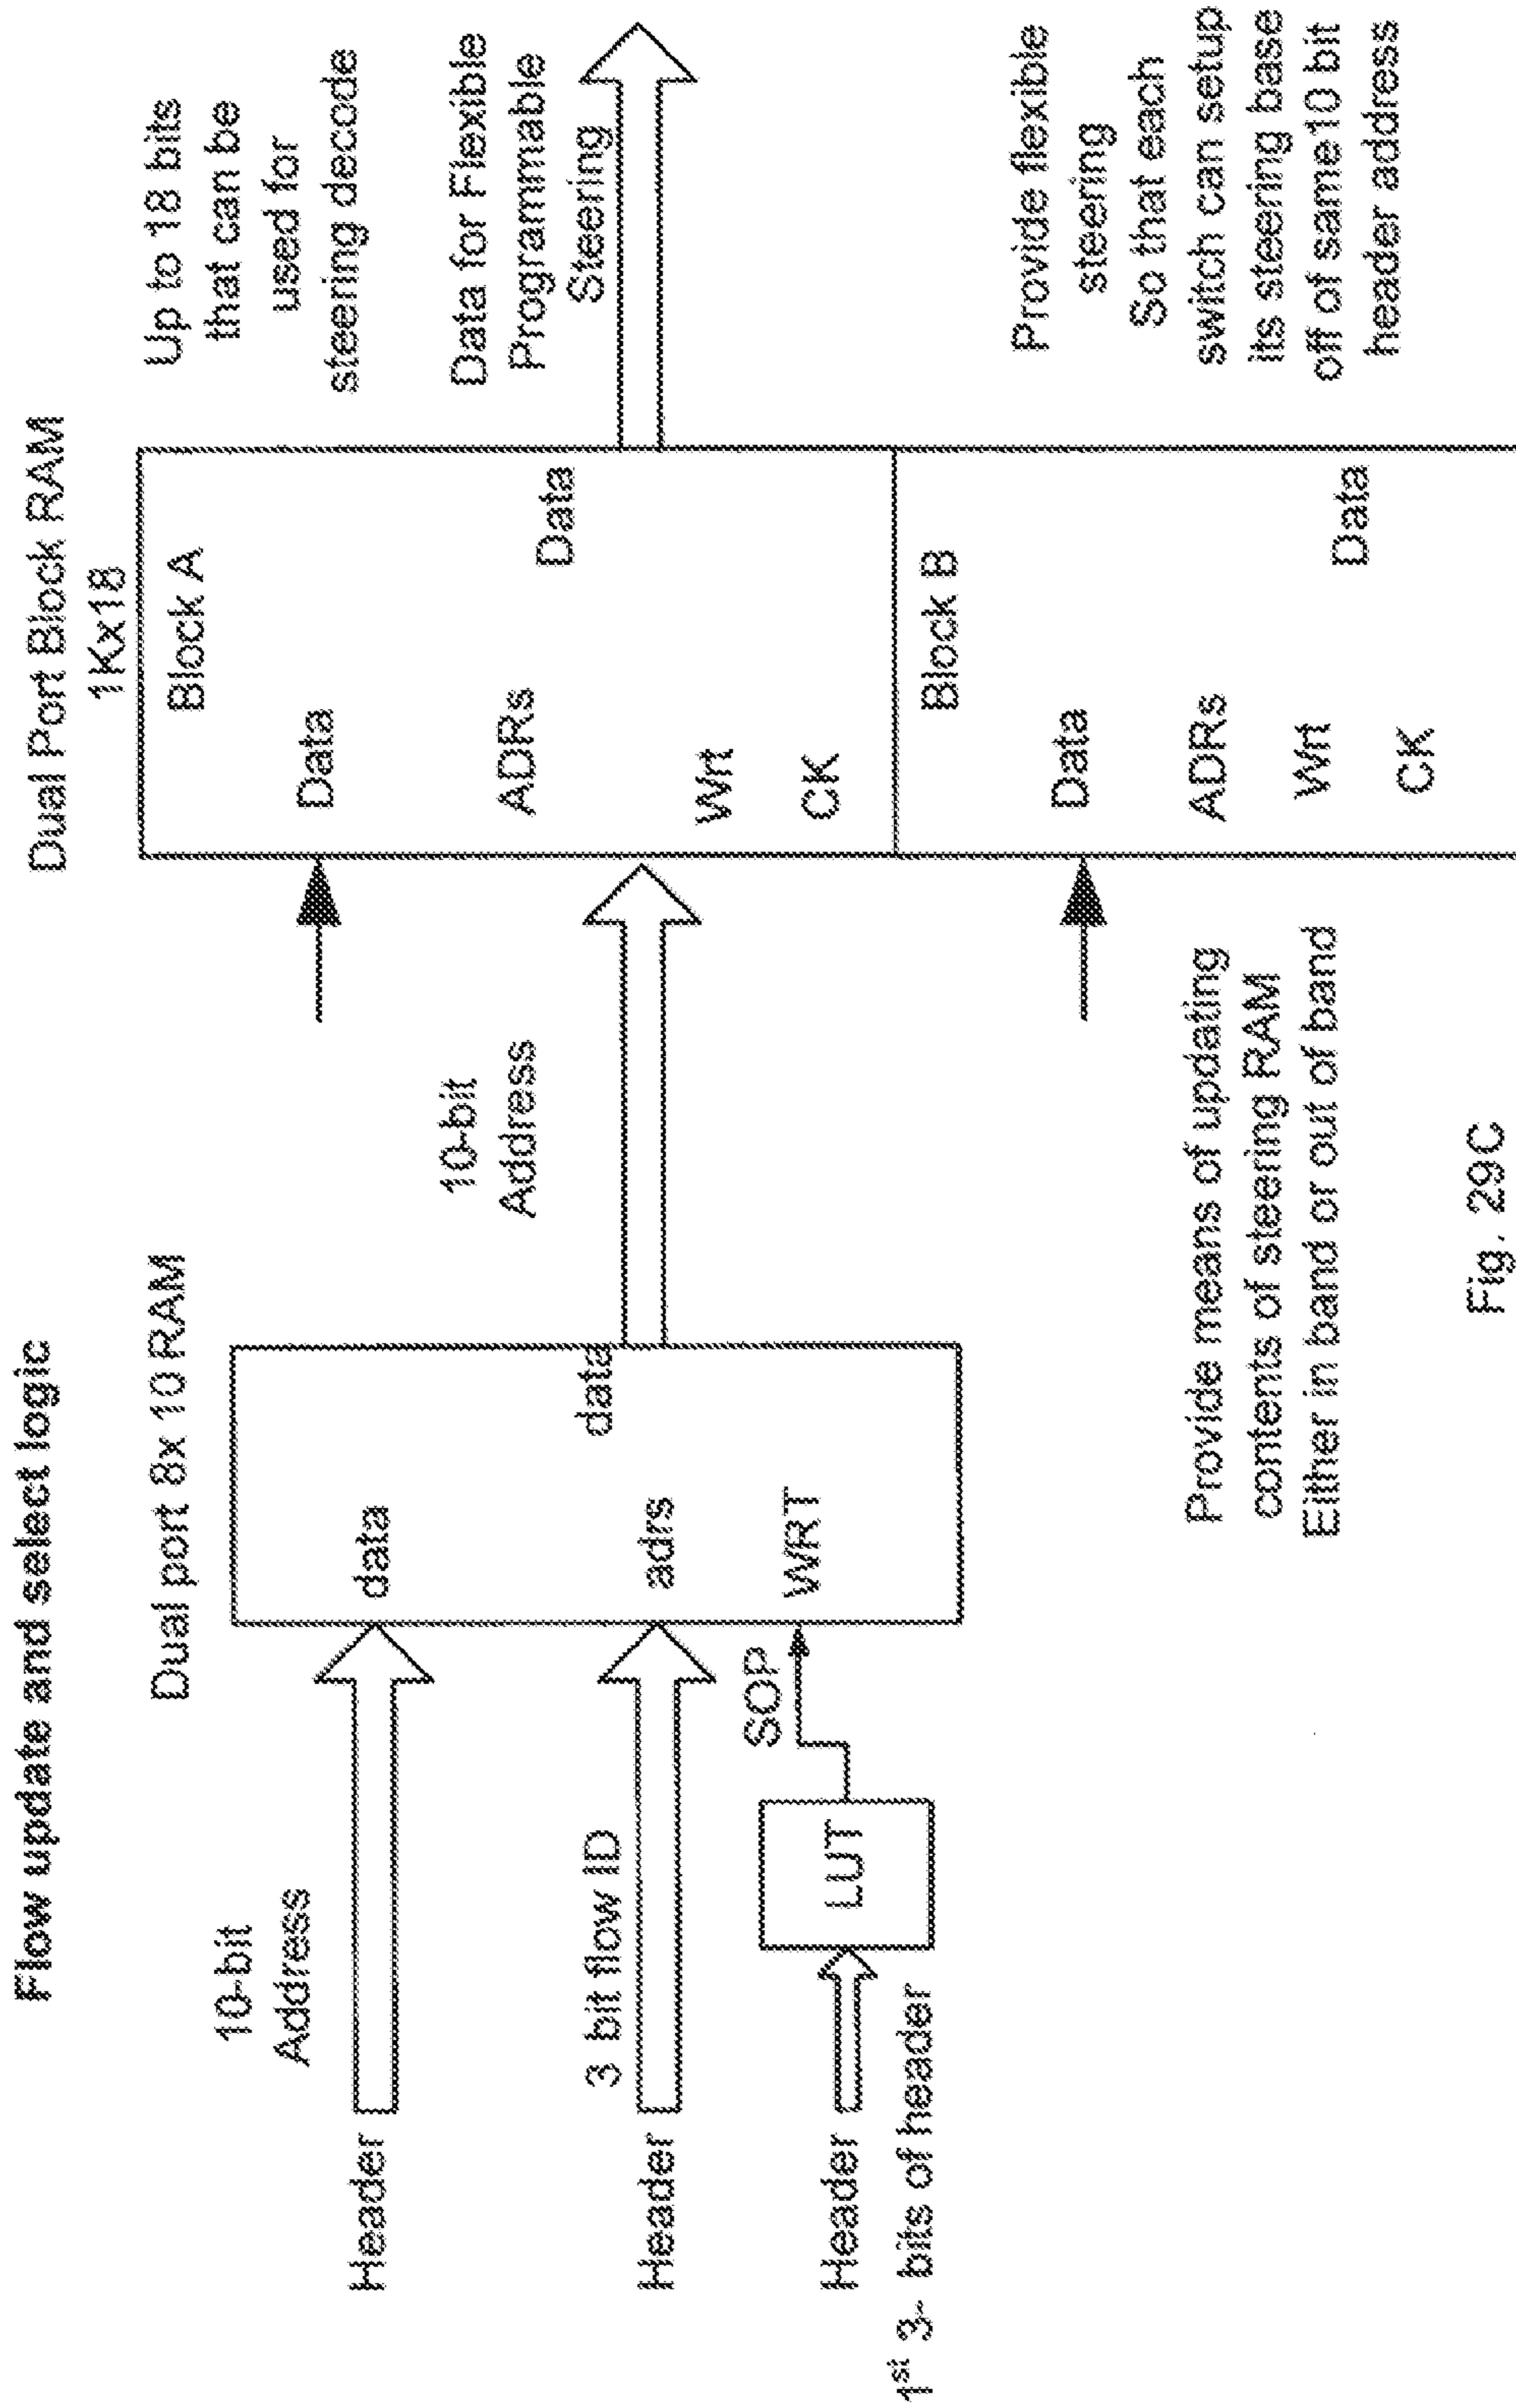 Flow update and select logic
Dual port 8x 10 RAM
10-bit
Address
Header
data
3 bit flow ID
Header
adrs
data
SOP
WRT
LUT
Header
1st 3- bits of header
10-bit
Address
Dual Port Block RAM
1Kx18
Block A
Data
ADRs
Data
Wrt
CK
Block B
Data
ADRs
Data
Wrt
CK
Up to 18 bits
that can be
used for
steering decode
Data for Flexible
Programmable
Steering
Provide flexible
steering
So that each
switch can setup
its steering base
off of same10 bit
header address
Provide means of updating
contents of steering RAM
Either in band or out of band
Fig. 29C